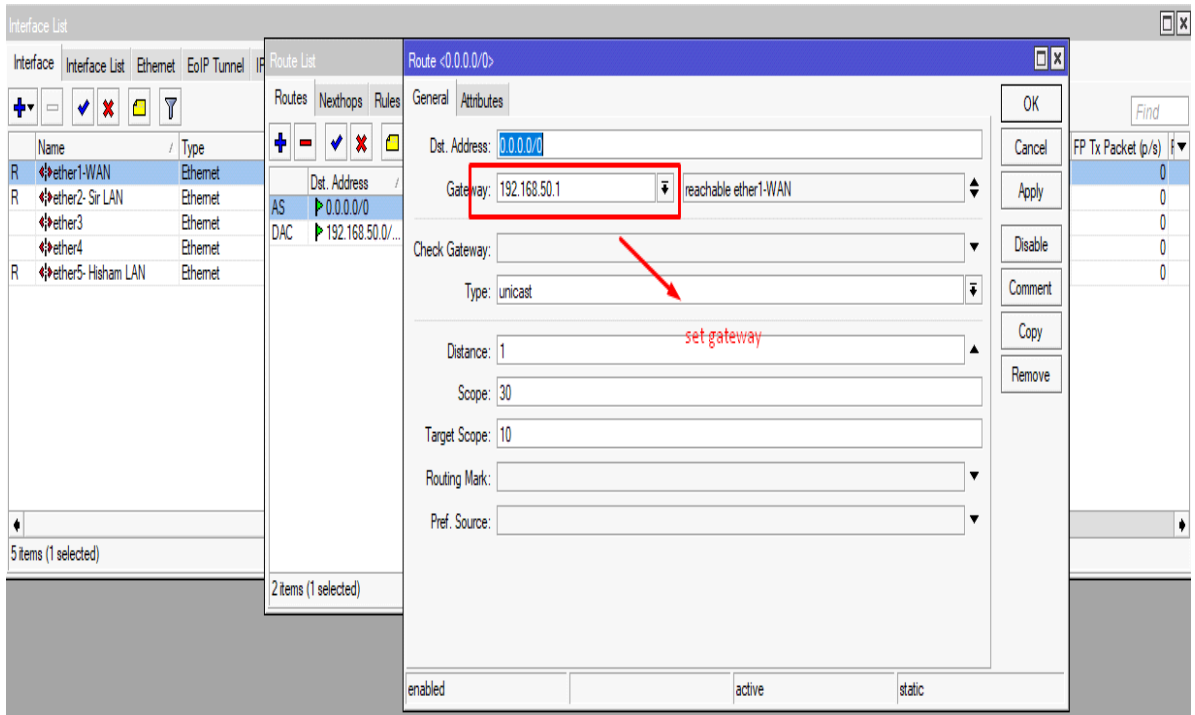 Interface List
Interface Interface List Ethernet EoIP Tunnel IP
Find
Name Type FP Tx Packet (p/s)
R ether1-WAN Ethernet 0
R ether2- Sir LAN Ethernet 0
ether3 Ethernet 0
ether4 Ethernet 0
R ether5- Hisham LAN Ethernet 0
5 items (1 selected)
Route List
Routes Nexthops Rules
Dst. Address
AS 0.0.0.0/0
DAC 192.168.50.0/...
2 items (1 selected)
Route <0.0.0.0/0>
General Attributes
Dst. Address: 0.0.0.0/0
Gateway: 192.168.50.1 reachable ether1-WAN
Check Gateway:
Type: unicast
set gateway
Distance: 1
Scope: 30
Target Scope: 10
Routing Mark:
Pref. Source:
OK
Cancel
Apply
Disable
Comment
Copy
Remove
enabled active static